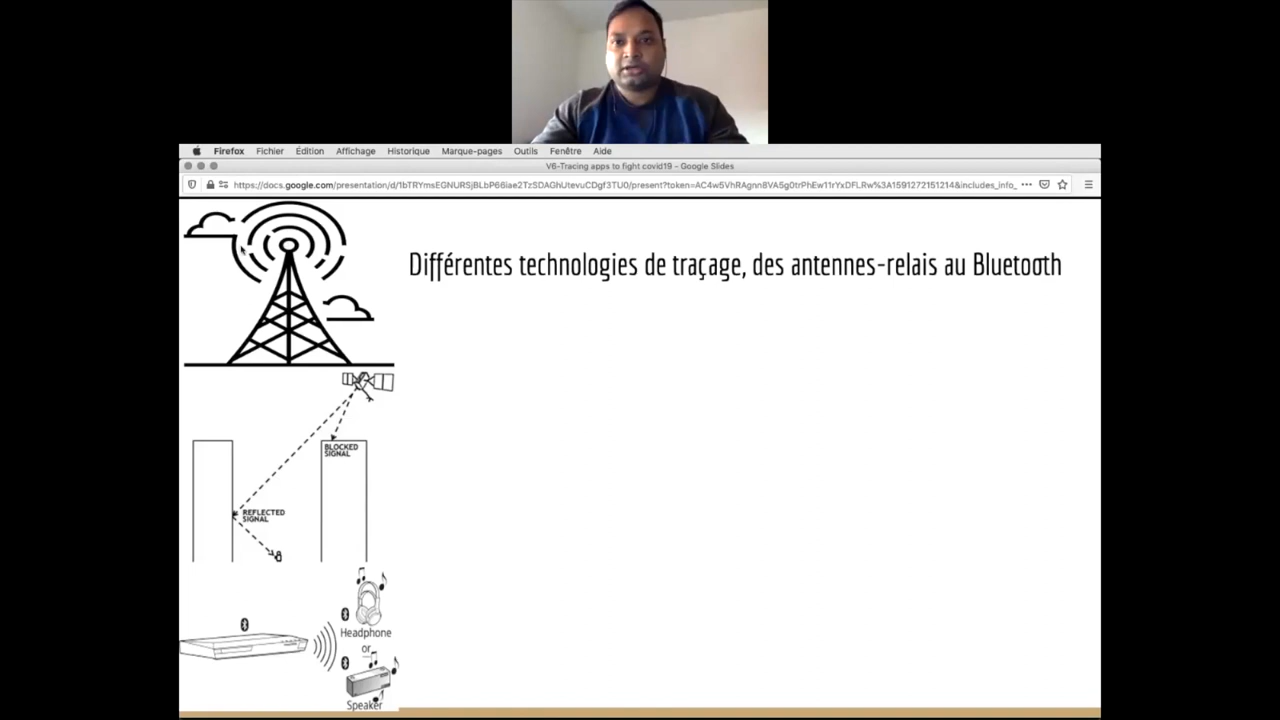 Firefox Fichier Édition Affichage Historique Marque-pages Outils Fenêtre Aide
V6-Tracing apps to fight covid19 - Google Slides
Différentes technologies de traçage, des antennes-relais au Bluetooth
BLOCKED
SIGNAL
REFLECTED
SIGNAL
Headphone
or
Speaker